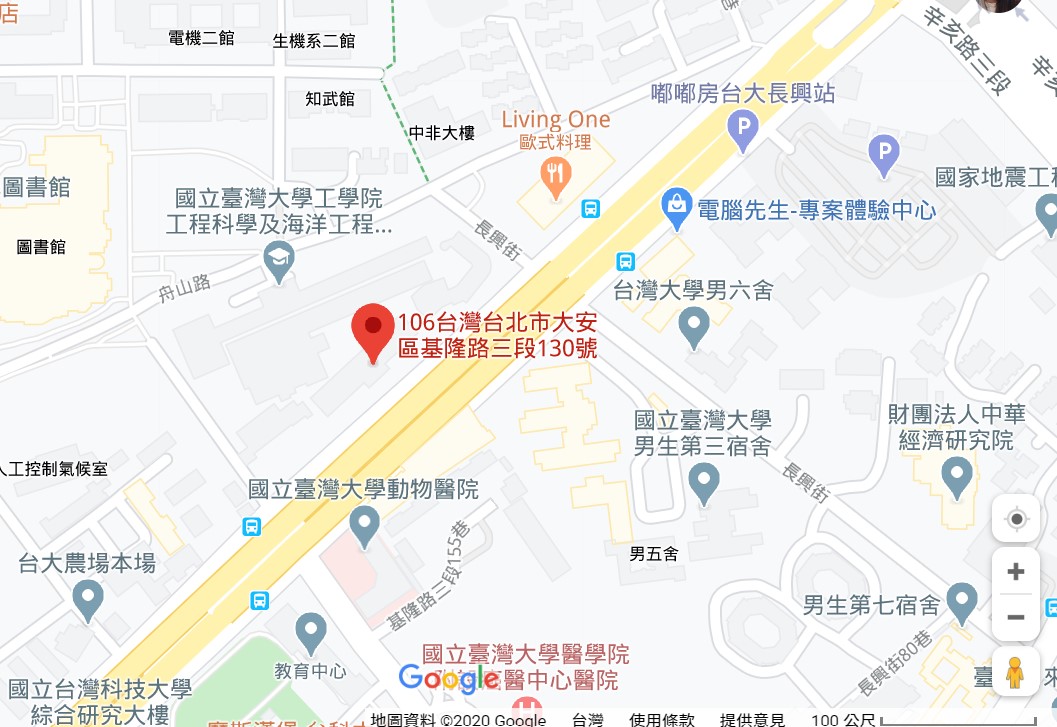 店
電機二館
生機系二館
辛亥路三段
知武館
嘟嘟房台大長興站
Living One
歐式料理
中非大樓
P
P
圖書館
國立臺灣大學工學院
工程科學及海洋工程...
國家地震工
電腦先生-專案體驗中心
圖書館
長興街
舟山路
台灣大學男六舍
106台灣台北市大安
區基隆路三段130號
國立臺灣大學
男生第三宿舍
財團法人中華
經濟研究院
人工控制氣候室
國立臺灣大學動物醫院
長興街
台大農場本場
男五舍
基隆路三段155巷
男生第七宿舍
教育中心
國立臺灣大學醫學院
醫中心醫院
長興街80巷
國立台灣科技大學
綜合研究大樓
Google
地圖資料 ©2020 Google
台灣
使用條款
提供意見
100 公尺